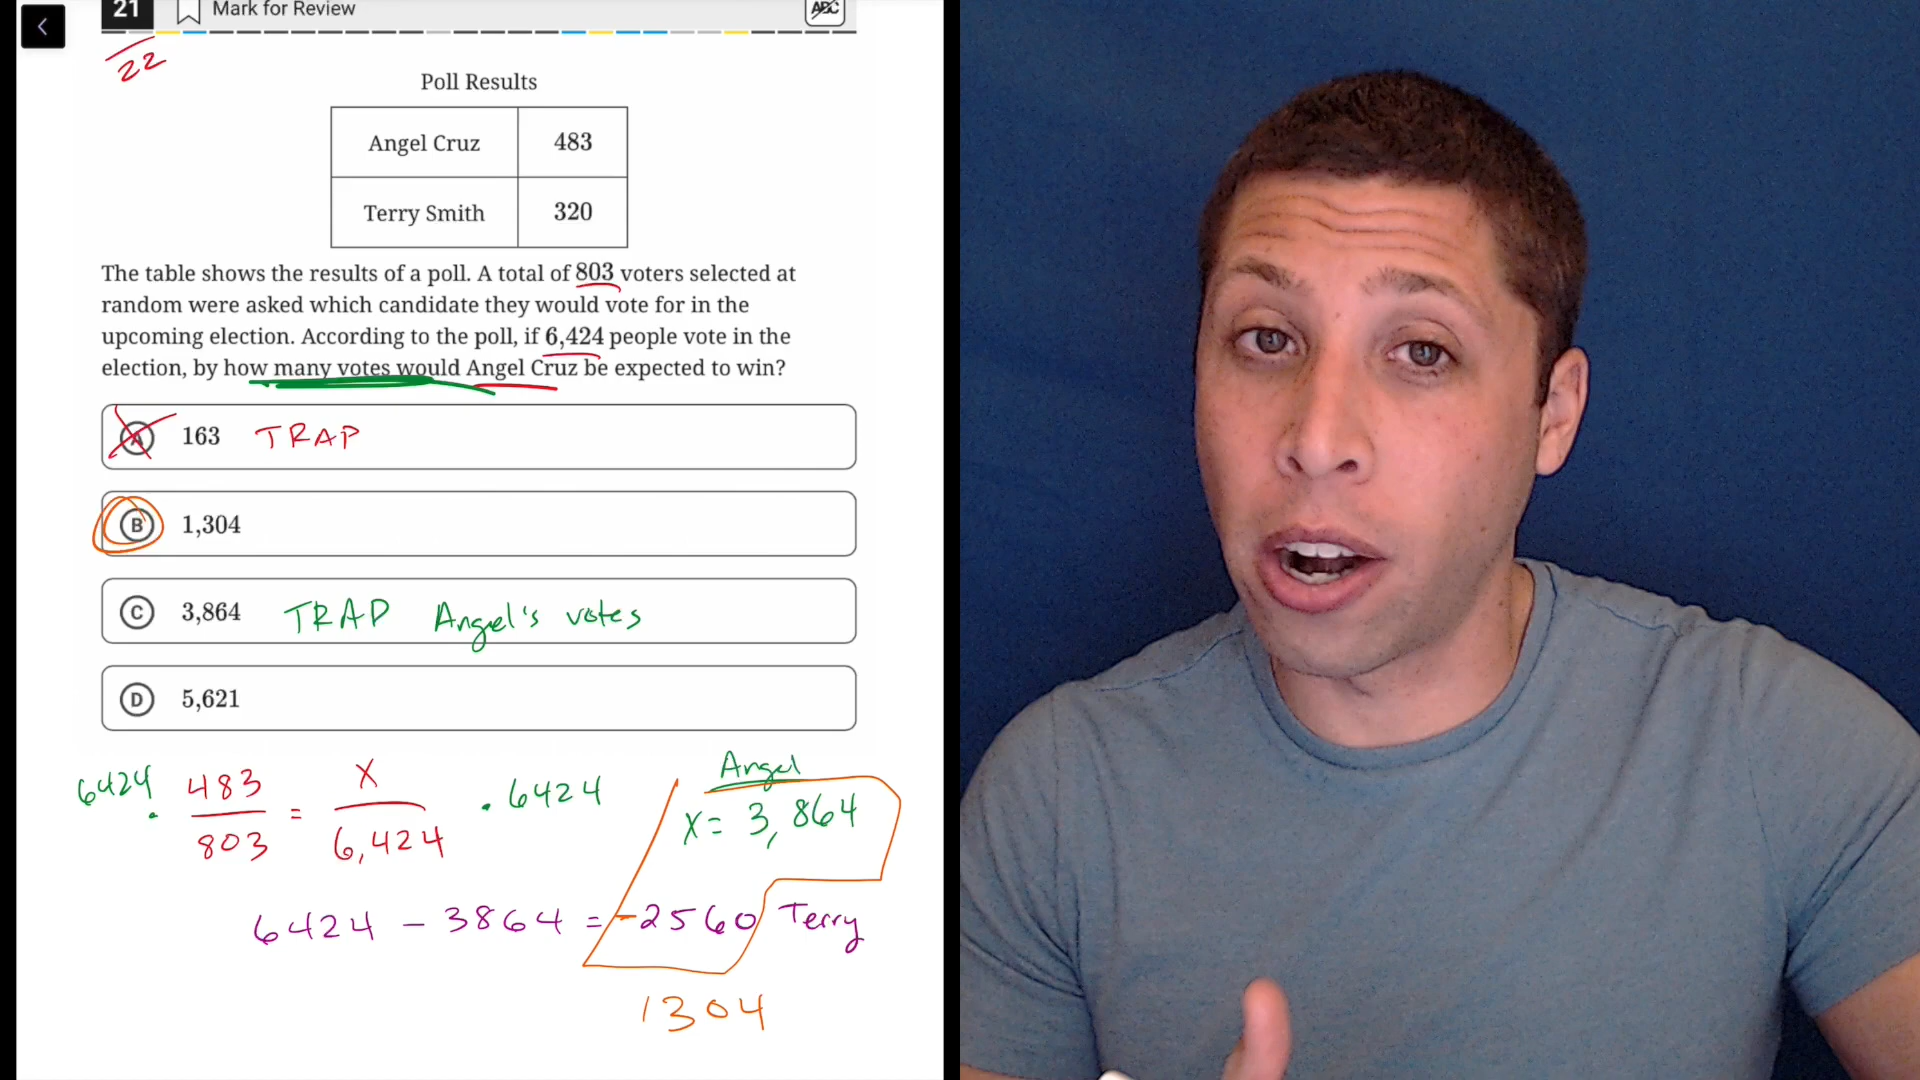 21 Mark for Review ABC
22
Poll Results
Angel Cruz 483
Terry Smith 320
The table shows the results of a poll. A total of 803 voters selected at
random were asked which candidate they would vote for in the
upcoming election. According to the poll, if 6,424 people vote in the
election, by how many votes would Angel Cruz be expected to win?
A 163 TRAP
B 1,304
C 3,864 TRAP Angel's votes
D 5,621
6424 · 483/803 = X/6,424 · 6424
Angel
X = 3,864
6424 - 3864 = -2560 Terry
1304